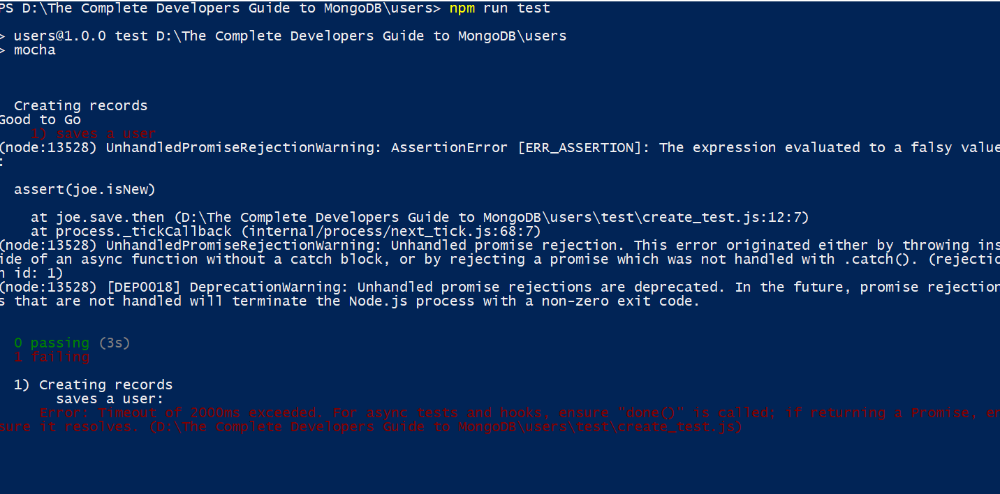 PS D:\The Complete Developers Guide to MongoDB\users> npm run test
> users@1.0.0 test D:\The Complete Developers Guide to MongoDB\users
> mocha
Creating records
Good to Go
1) saves a user
(node:13528) UnhandledPromiseRejectionWarning: AssertionError [ERR_ASSERTION]: The expression evaluated to a falsy value
:
assert(joe.isNew)
at joe.save.then (D:\The Complete Developers Guide to MongoDB\users\test\create_test.js:12:7)
at process._tickCallback (internal/process/next_tick.js:68:7)
(node:13528) UnhandledPromiseRejectionWarning: Unhandled promise rejection. This error originated either by throwing ins
ide of an async function without a catch block, or by rejecting a promise which was not handled with .catch(). (rejectio
n id: 1)
(node:13528) [DEP0018] DeprecationWarning: Unhandled promise rejections are deprecated. In the future, promise rejection
s that are not handled will terminate the Node.js process with a non-zero exit code.
0 passing (3s)
1 failing
1) Creating records
saves a user:
Error: Timeout of 2000ms exceeded. For async tests and hooks, ensure "done()" is called; if returning a Promise, en
sure it resolves. (D:\The Complete Developers Guide to MongoDB\users\test\create_test.js)